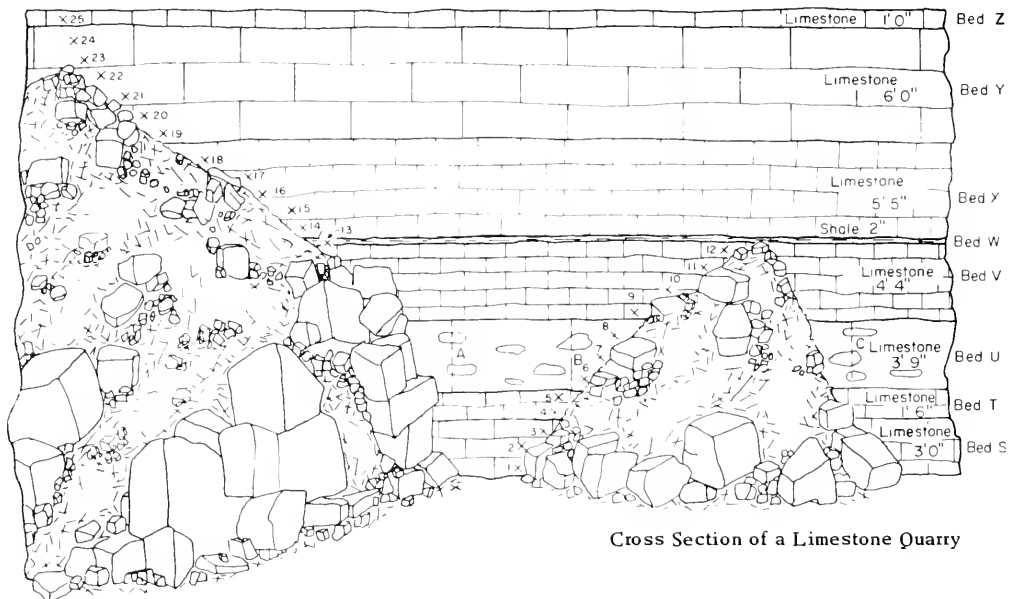 ×25
Limestone 1'0" Bed Z
×24
×23
×22
Limestone
6'0" Bed Y
×21
×20
×19
×18
×17
Limestone
×16
5'5" Bed X
×15
×14
×13
Shale 2"
Bed W
12×
11×
10
Limestone
4'4" Bed V
9
8
7
6
A
B
C
Limestone
3'9" Bed U
5×
4
Limestone
1'6" Bed T
3×
2×
1×
Limestone
3'0" Bed S
Cross Section of a Limestone Quarry